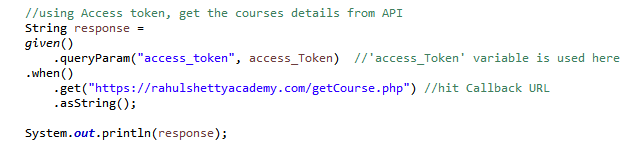 //using Access token, get the courses details from API
String response =
given()
.queryParam("access_token", access_Token) //'access_Token' variable is used here
.when()
.get("https://rahulshettyacademy.com/getCourse.php") //hit Callback URL
.asString();
System.out.println(response);